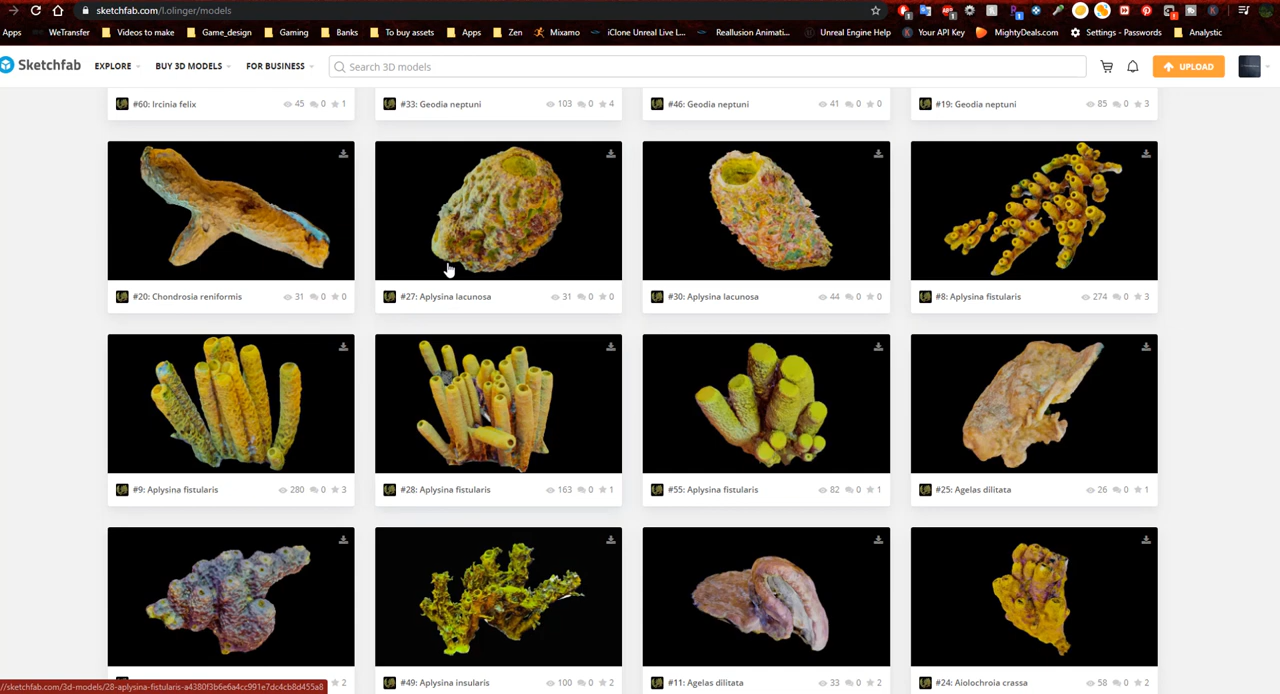 sketchfab.com/l.olinger/models
Apps WeTransfer Videos to make Game_design Gaming Banks To buy assets Apps Zen Mixamo iClone Unreal Live L... Reallusion Animati... Unreal Engine Help Your API Key MightyDeals.com Settings - Passwords Analystic
Sketchfab EXPLORE BUY 3D MODELS FOR BUSINESS Search 3D models UPLOAD
#60: Ircinia felix 45 0 1 #33: Geodia neptuni 103 0 4 #46: Geodia neptuni 41 0 0 #19: Geodia neptuni 85 0 3
#20: Chondrosia reniformis 31 0 0 #27: Aplysina lacunosa 31 0 0 #30: Aplysina lacunosa 44 0 0 #8: Aplysina fistularis 274 0 3
#9: Aplysina fistularis 280 0 3 #28: Aplysina fistularis 163 0 1 #55: Aplysina fistularis 82 0 1 #25: Agelas dilitata 26 0 1
2 #49: Aplysina insularis 100 0 2 #11: Agelas dilitata 33 0 2 #24: Aiolochroia crassa 58 0 2
//sketchfab.com/3d-models/28-aplysina-fistularis-a4380f3b6e6a4cc991e7dc4cb8d455a8